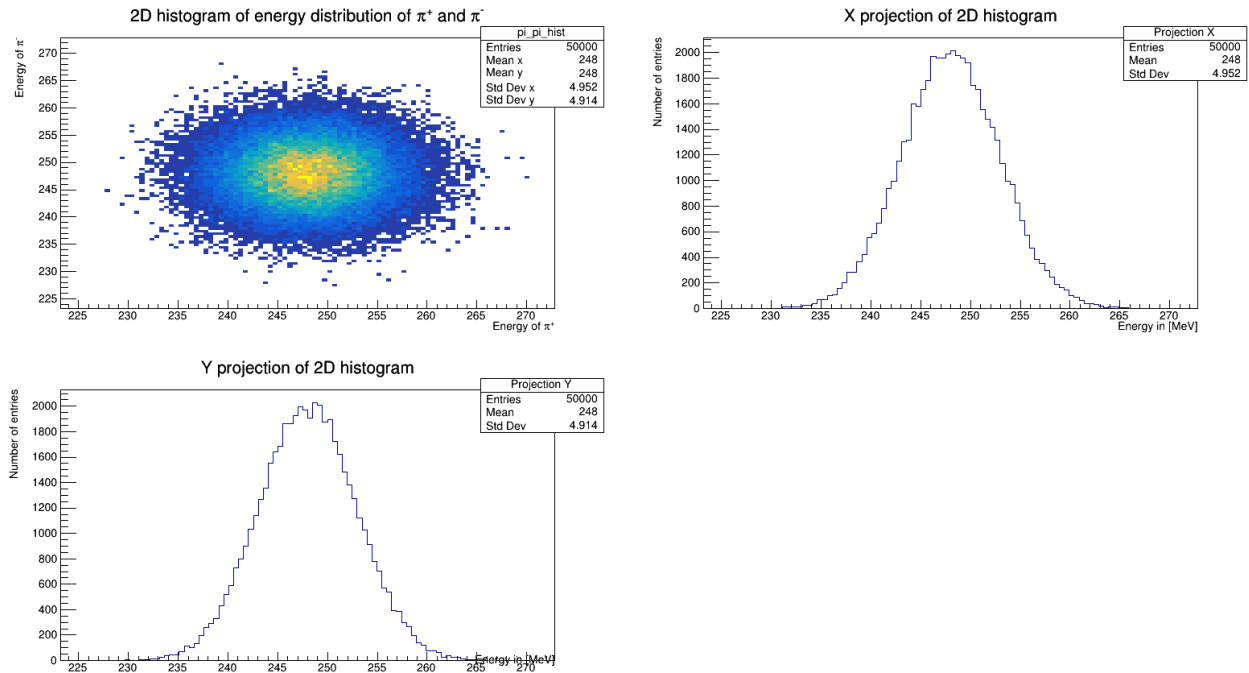 2D histogram of energy distribution of π⁺ and π⁻
pi_pi_hist
Entries 50000
Mean x 248
Mean y 248
Std Dev x 4.952
Std Dev y 4.914
Energy of π⁻
270
265
260
255
250
245
240
235
230
225
225 230 235 240 245 250 255 260 265 270
Energy of π⁺
X projection of 2D histogram
Projection X
Entries 50000
Mean 248
Std Dev 4.952
Number of entries
2000
1800
1600
1400
1200
1000
800
600
400
200
0
225 230 235 240 245 250 255 260 265 270
Energy in [MeV]
Y projection of 2D histogram
Projection Y
Entries 50000
Mean 248
Std Dev 4.914
Number of entries
2000
1800
1600
1400
1200
1000
800
600
400
200
0
225 230 235 240 245 250 255 260 265 270
Energy in [MeV]